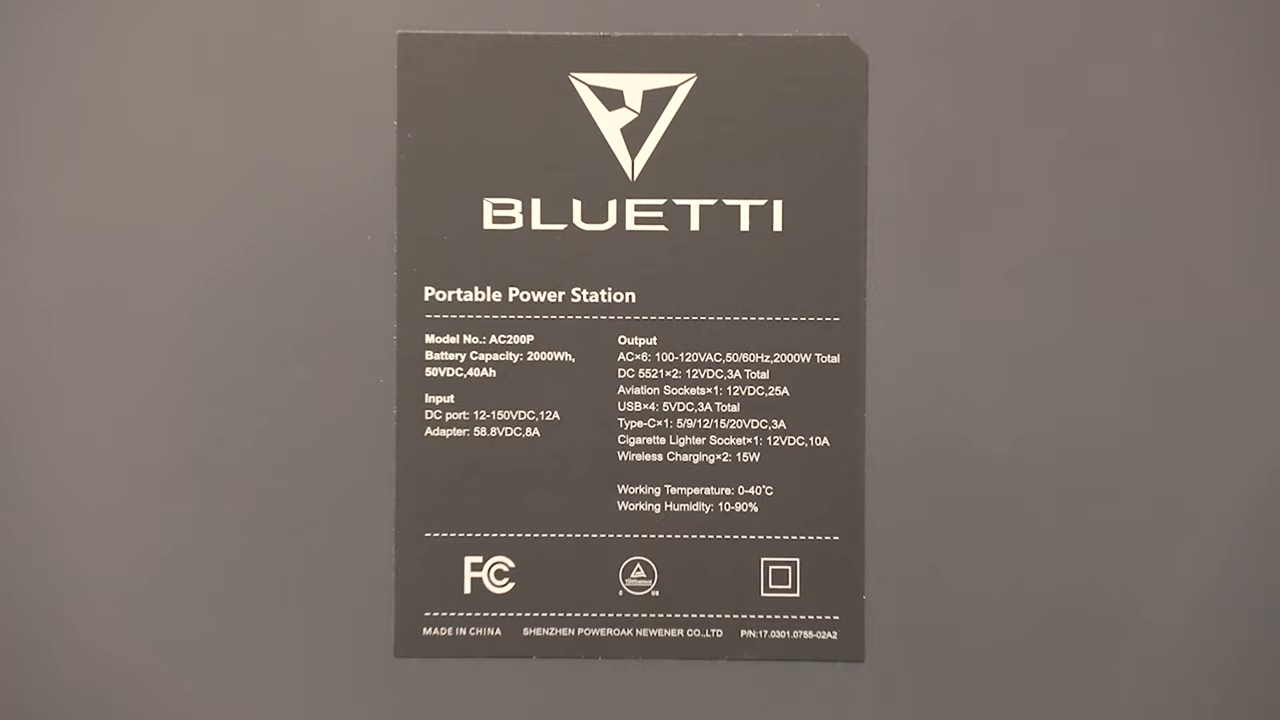 BLUETTI
Portable Power Station
Model No.: AC200P
Battery Capacity: 2000Wh,
50VDC,40Ah
Input
DC port: 12-150VDC,12A
Adapter: 58.8VDC,8A
Output
AC×6: 100-120VAC,50/60Hz,2000W Total
DC 5521×2: 12VDC,3A Total
Aviation Sockets×1: 12VDC,25A
USB×4: 5VDC,3A Total
Type-C×1: 5/9/12/15/20VDC,3A
Cigarette Lighter Socket×1: 12VDC,10A
Wireless Charging×2: 15W
Working Temperature: 0-40°C
Working Humidity: 10-90%
FC
C US
MADE IN CHINA SHENZHEN POWEROAK NEWENER CO.,LTD P/N:17.0301.0755-02A2